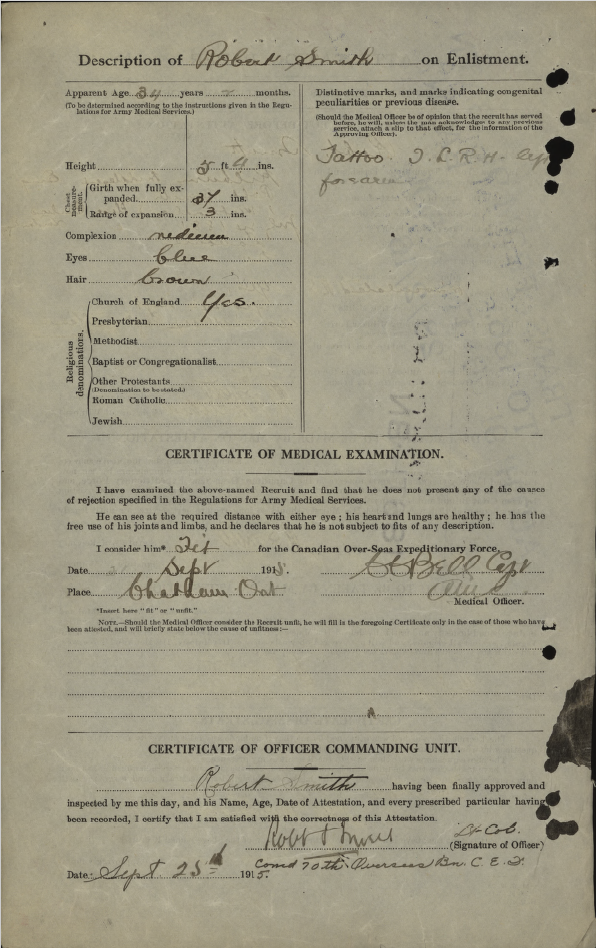 Description of Robert Smith on Enlistment.
Apparent Age 34 years months.
(To be determined according to the instructions given in the Regulations for Army Medical Services.)
Height 5 ft 4 ins.
Chest measurement.
Girth when fully expanded 37 ins.
Range of expansion 3 ins.
Complexion medium
Eyes blue
Hair brown
Religious denominations.
Church of England Yes.
Presbyterian
Methodist
Baptist or Congregationalist
Other Protestants
(Denomination to be stated.)
Roman Catholic
Jewish
Distinctive marks, and marks indicating congenital
peculiarities or previous disease.
(Should the Medical Officer be of opinion that the recruit has served
before, he will, unless the man acknowledges to any previous
service, attach a slip to that effect, for the information of the
Approving Officer).
Tattoo
forearm
CERTIFICATE OF MEDICAL EXAMINATION.
I have examined the above-named Recruit and find that he does not present any of the causes
of rejection specified in the Regulations for Army Medical Services.
He can see at the required distance with either eye; his heart and lungs are healthy; he has the
free use of his joints and limbs, and he declares that he is not subject to fits of any description.
I consider him* Fit for the Canadian Over-Seas Expeditionary Force.
Date Sept 1915.
Bell Capt
Place Chatham Ont
Medical Officer.
*Insert here "fit" or "unfit."
NOTE.—Should the Medical Officer consider the Recruit unfit, he will fill in the foregoing Certificate only in the case of those who have
been attested, and will briefly state below the cause of unfitness:—
CERTIFICATE OF OFFICER COMMANDING UNIT.
Robert Smith having been finally approved and
inspected by me this day, and his Name, Age, Date of Attestation, and every prescribed particular having
been recorded, I certify that I am satisfied with the correctness of this Attestation.
Lt Col.
(Signature of Officer)
Comd 70th Overseas Bn. C. E. F.
Date Sept 25 1915.